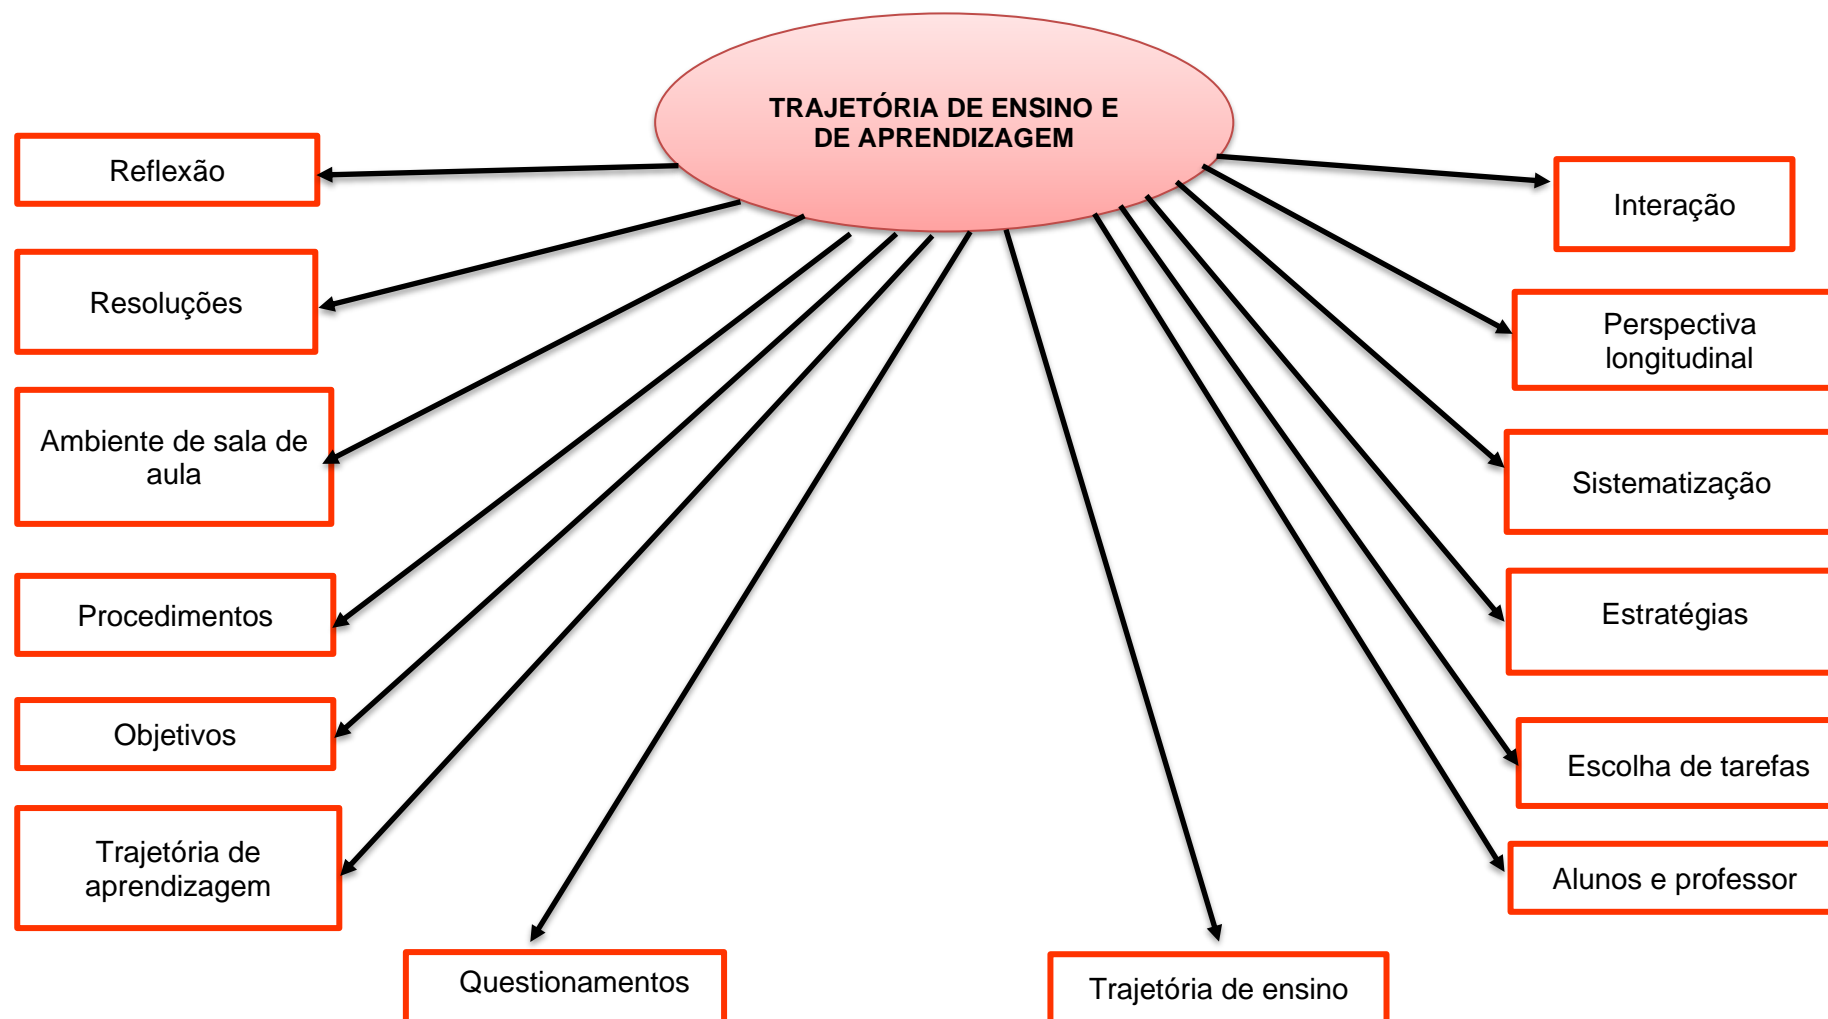 TRAJETÓRIA DE ENSINO E
DE APRENDIZAGEM
Reflexão
Resoluções
Ambiente de sala de
aula
Procedimentos
Objetivos
Trajetória de
aprendizagem
Questionamentos
Trajetória de ensino
Interação
Perspectiva
longitudinal
Sistematização
Estratégias
Escolha de tarefas
Alunos e professor